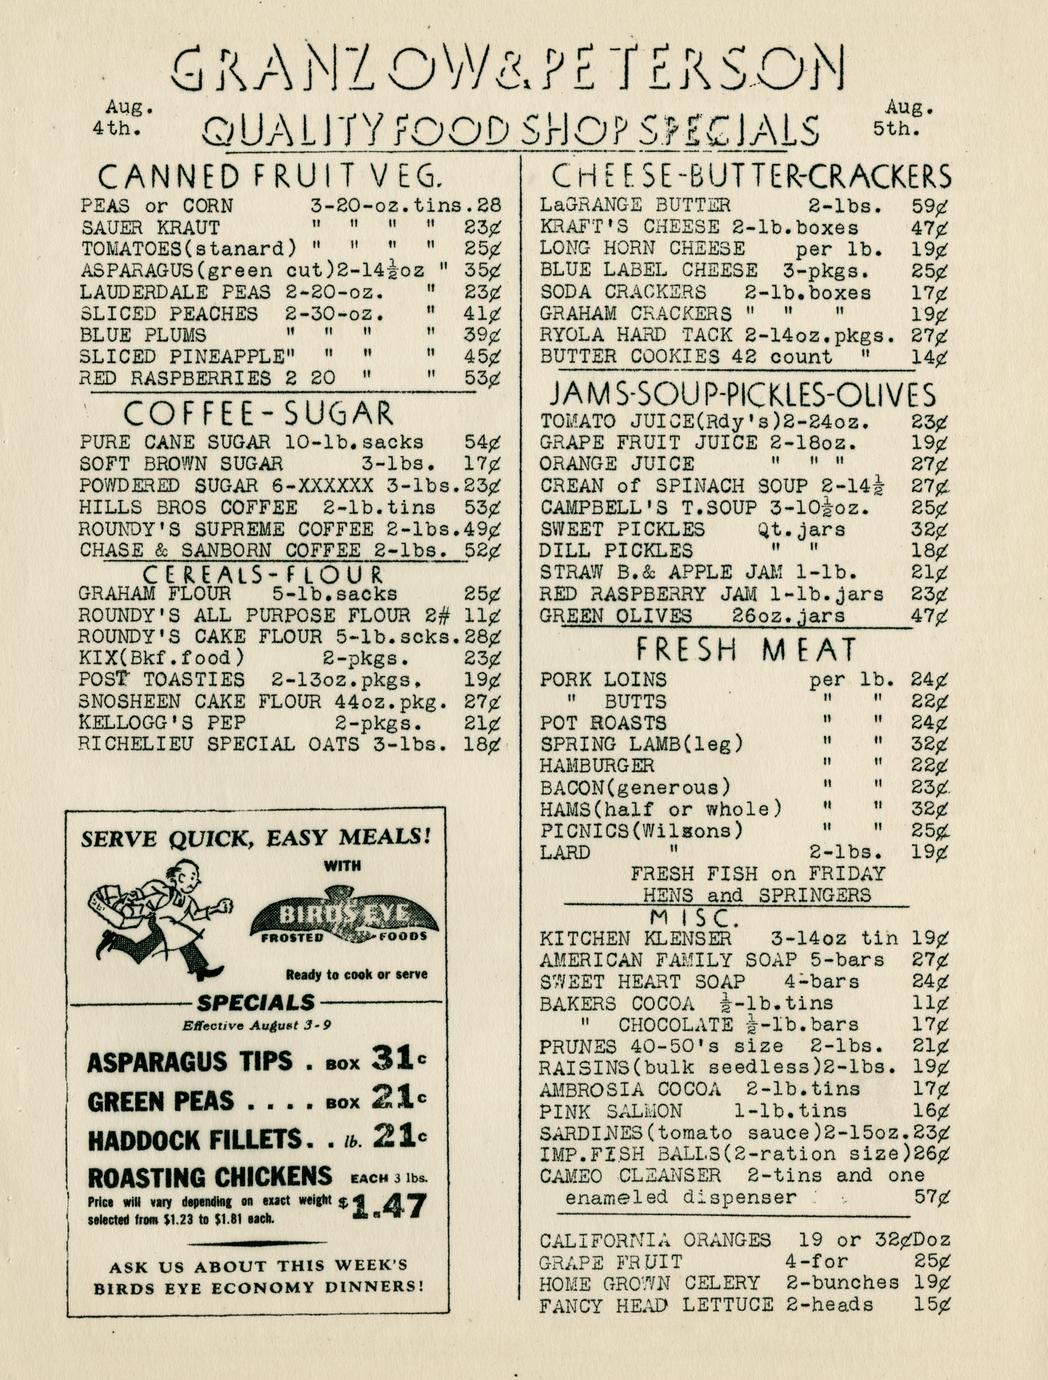 GRANZOW & PETERSON
Aug. 4th.
QUALITY FOOD SHOP SPECIALS
Aug. 5th.
CANNED FRUIT VEG.
PEAS or CORN 3-20-oz.tins.28
SAUER KRAUT " " " " 23¢
TOMATOES(stanard) " " " " 25¢
ASPARAGUS(green cut)2-14½oz " 35¢
LAUDERDALE PEAS 2-20-oz. " 23¢
SLICED PEACHES 2-30-oz. " 41¢
BLUE PLUMS " " " " 39¢
SLICED PINEAPPLE" " " " 45¢
RED RASPBERRIES 2 20 " " 53¢
COFFEE-SUGAR
PURE CANE SUGAR 10-lb.sacks 54¢
SOFT BROWN SUGAR 3-lbs. 17¢
POWDERED SUGAR 6-XXXXXX 3-lbs.23¢
HILLS BROS COFFEE 2-lb.tins 53¢
ROUNDY'S SUPREME COFFEE 2-lbs.49¢
CHASE & SANBORN COFFEE 2-lbs. 52¢
CEREALS-FLOUR
GRAHAM FLOUR 5-lb.sacks 25¢
ROUNDY'S ALL PURPOSE FLOUR 2# 11¢
ROUNDY'S CAKE FLOUR 5-lb.scks.28¢
KIX(Bkf.food) 2-pkgs. 23¢
POST TOASTIES 2-13oz.pkgs. 19¢
SNOSHEEN CAKE FLOUR 44oz.pkg. 27¢
KELLOGG'S PEP 2-pkgs. 21¢
RICHELIEU SPECIAL OATS 3-lbs. 18¢
SERVE QUICK, EASY MEALS!
WITH
BIRDS EYE
FROSTED FOODS
Ready to cook or serve
SPECIALS
Effective August 3-9
ASPARAGUS TIPS . BOX 31c
GREEN PEAS . . . . BOX 21c
HADDOCK FILLETS. . lb. 21c
ROASTING CHICKENS EACH 3 lbs.
Price will vary depending on exact weight $1.47
selected from $1.23 to $1.81 each.
ASK US ABOUT THIS WEEK'S
BIRDS EYE ECONOMY DINNERS!
CHEESE-BUTTER-CRACKERS
LaGRANGE BUTTER 2-lbs. 59¢
KRAFT'S CHEESE 2-lb.boxes 47¢
LONG HORN CHEESE per lb. 19¢
BLUE LABEL CHEESE 3-pkgs. 25¢
SODA CRACKERS 2-lb.boxes 17¢
GRAHAM CRACKERS " " " 19¢
RYOLA HARD TACK 2-14oz.pkgs. 27¢
BUTTER COOKIES 42 count " 14¢
JAMS-SOUP-PICKLES-OLIVES
TOMATO JUICE(Rdy's)2-24oz. 23¢
GRAPE FRUIT JUICE 2-18oz. 19¢
ORANGE JUICE " " " 27¢
CREAN of SPINACH SOUP 2-14½ 27¢
CAMPBELL'S T.SOUP 3-10½oz. 25¢
SWEET PICKLES Qt.jars 32¢
DILL PICKLES " " 18¢
STRAW B.& APPLE JAM 1-lb. 21¢
RED RASPBERRY JAM 1-lb.jars 23¢
GREEN OLIVES 26oz.jars 47¢
FRESH MEAT
PORK LOINS per lb. 24¢
" BUTTS " " 22¢
POT ROASTS " " 24¢
SPRING LAMB(leg) " " 32¢
HAMBURGER " " 22¢
BACON(generous) " " 23¢
HAMS(half or whole) " " 32¢
PICNICS(Wilsons) " " 25¢
LARD " 2-lbs. 19¢
FRESH FISH on FRIDAY
HENS and SPRINGERS
MISC.
KITCHEN KLENSER 3-14oz tin 19¢
AMERICAN FAMILY SOAP 5-bars 27¢
SWEET HEART SOAP 4-bars 24¢
BAKERS COCOA ½-lb.tins 11¢
" CHOCOLATE ½-lb.bars 17¢
PRUNES 40-50's size 2-lbs. 21¢
RAISINS(bulk seedless)2-lbs. 19¢
AMBROSIA COCOA 2-lb.tins 17¢
PINK SALMON 1-lb.tins 16¢
SARDINES(tomato sauce)2-15oz.23¢
IMP.FISH BALLS(2-ration size)26¢
CAMEO CLEANSER 2-tins and one
enameled dispenser 57¢
CALIFORNIA ORANGES 19 or 32¢Doz
GRAPE FRUIT 4-for 25¢
HOME GROWN CELERY 2-bunches 19¢
FANCY HEAD LETTUCE 2-heads 15¢